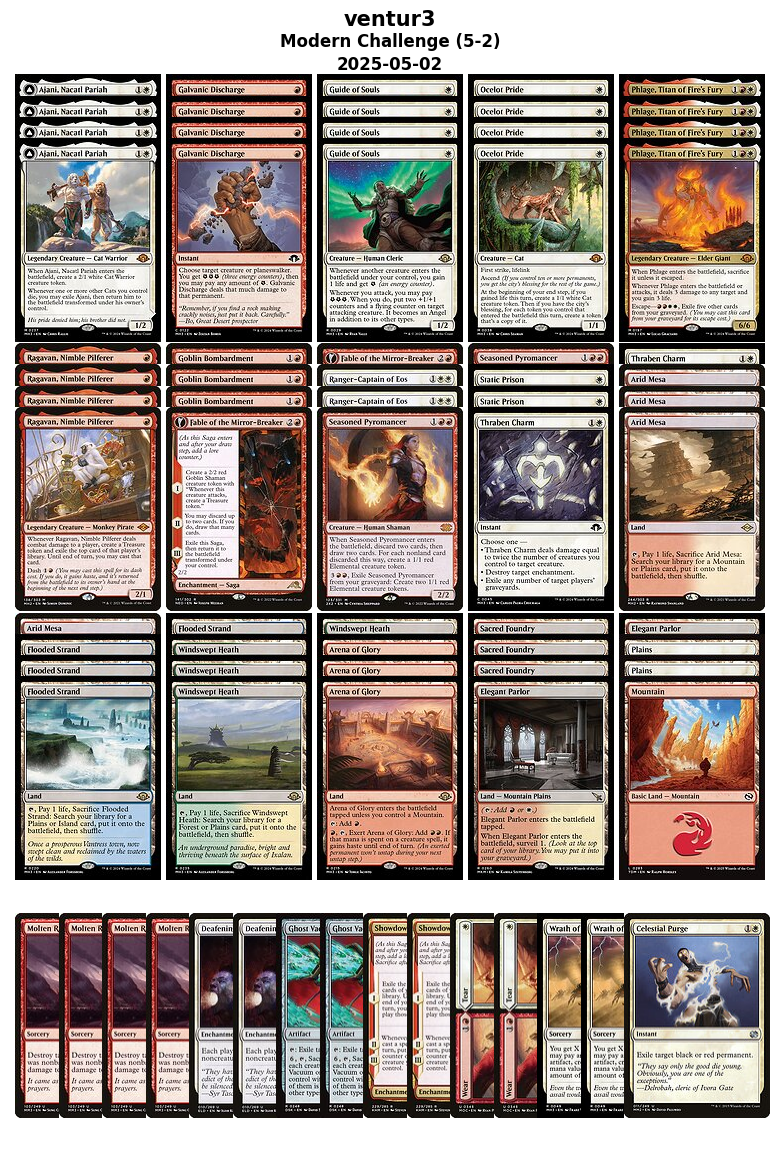 ventur3
Modern Challenge (5-2)
2025-05-02
Ajani, Nacatl Pariah
Ajani, Nacatl Pariah
Ajani, Nacatl Pariah
Ajani, Nacatl Pariah
Legendary Creature — Cat Warrior
When Ajani, Nacatl Pariah enters the
battlefield, create a 2/1 white Cat Warrior
creature token.
Whenever one or more other Cats you control
die, you may exile Ajani, then return him to
the battlefield transformed under his owner's
control.
His pride denied him; his brother did not.
1/2
Galvanic Discharge
Galvanic Discharge
Galvanic Discharge
Galvanic Discharge
Instant
Choose target creature or planeswalker.
You get (three energy counters), then
you may pay any amount of . Galvanic
Discharge deals that much damage to
that permanent.
"Remember, if you find a rock making
crackly noises, just put it back. Carefully."
—Bo, Great Desert prospector
Guide of Souls
Guide of Souls
Guide of Souls
Guide of Souls
Creature — Human Cleric
Whenever another creature enters the
battlefield under your control, you gain
1 life and get (an energy counter).
Whenever you attack, you may pay
. When you do, put two +1/+1
counters and a flying counter on target
attacking creature. It becomes an Angel
in addition to its other types.
1/2
Ocelot Pride
Ocelot Pride
Ocelot Pride
Ocelot Pride
Creature — Cat
First strike, lifelink
Ascend (If you control ten or more permanents,
you get the city's blessing for the rest of the game.)
At the beginning of your end step, if you
gained life this turn, create a 1/1 white Cat
creature token. Then if you have the city's
blessing, for each token you control that
entered the battlefield this turn, create a token
that's a copy of it.
1/1
Phlage, Titan of Fire's Fury
Phlage, Titan of Fire's Fury
Phlage, Titan of Fire's Fury
Phlage, Titan of Fire's Fury
Legendary Creature — Elder Giant
When Phlage enters the battlefield, sacrifice
it unless it escaped.
Whenever Phlage enters the battlefield or
attacks, it deals 3 damage to any target and
you gain 3 life.
Escape—, Exile five other cards
from your graveyard. (You may cast this card
from your graveyard for its escape cost.)
6/6
Ragavan, Nimble Pilferer
Ragavan, Nimble Pilferer
Ragavan, Nimble Pilferer
Ragavan, Nimble Pilferer
Legendary Creature — Monkey Pirate
Whenever Ragavan, Nimble Pilferer deals
combat damage to a player, create a Treasure
token and exile the top card of that player's
library. Until end of turn, you may cast that
card.
Dash 1 (You may cast this spell for its dash
cost. If you do, it gains haste, and it's returned
from the battlefield to its owner's hand at the
beginning of the next end step.)
2/1
Goblin Bombardment
Goblin Bombardment
Goblin Bombardment
Fable of the Mirror-Breaker
(As this Saga enters
and after your draw
step, add a lore
counter.)
I
Create a 2/2 red
Goblin Shaman
creature token with
"Whenever this
creature attacks,
create a Treasure
token."
II
You may discard up
to two cards. If you
do, draw that many
cards.
III
Exile this Saga,
then return it to the
battlefield
transformed under
your control.
2/2
Enchantment — Saga
Fable of the Mirror-Breaker
Ranger-Captain of Eos
Ranger-Captain of Eos
Seasoned Pyromancer
Creature — Human Shaman
When Seasoned Pyromancer enters
the battlefield, discard two cards, then
draw two cards. For each nonland card
discarded this way, create a 1/1 red
Elemental creature token.
3, Exile Seasoned Pyromancer
from your graveyard: Create two 1/1 red
Elemental creature tokens.
2/2
Seasoned Pyromancer
Static Prison
Static Prison
Thraben Charm
Instant
Choose one —
• Thraben Charm deals damage equal
to twice the number of creatures you
control to target creature.
• Destroy target enchantment.
• Exile any number of target players'
graveyards.
Thraben Charm
Arid Mesa
Arid Mesa
Arid Mesa
Land
, Pay 1 life, Sacrifice Arid Mesa:
Search your library for a Mountain
or Plains card, put it onto the
battlefield, then shuffle.
Arid Mesa
Flooded Strand
Flooded Strand
Flooded Strand
Land
, Pay 1 life, Sacrifice Flooded
Strand: Search your library for a
Plains or Island card, put it onto the
battlefield, then shuffle.
Once a prosperous Vantress town, now
swept clean and reclaimed by the waters
of the wilds.
Flooded Strand
Windswept Heath
Windswept Heath
Windswept Heath
Land
, Pay 1 life, Sacrifice Windswept
Heath: Search your library for a
Forest or Plains card, put it onto the
battlefield, then shuffle.
An underground paradise, bright and
thriving beneath the surface of Ixalan.
Windswept Heath
Arena of Glory
Arena of Glory
Arena of Glory
Land
Arena of Glory enters the battlefield
tapped unless you control a Mountain.
: Add .
, , Exert Arena of Glory: Add . If
that mana is spent on a creature spell, it
gains haste until end of turn. (An exerted
permanent won't untap during your next
untap step.)
Sacred Foundry
Sacred Foundry
Sacred Foundry
Elegant Parlor
Land — Mountain Plains
(: Add or .)
Elegant Parlor enters the battlefield
tapped.
When Elegant Parlor enters the
battlefield, surveil 1. (Look at the top
card of your library. You may put it into
your graveyard.)
Elegant Parlor
Plains
Plains
Mountain
Basic Land — Mountain
Molten R
Molten R
Molten R
Molten R
Sorcery
Sorcery
Sorcery
Sorcery
Deafenin
Deafenin
Enchantm
Enchantm
Ghost Va
Ghost Va
Artifact
Artifact
Showdow
Showdow
Enchantm
Enchantm
Tear
Wear
Tear
Wear
Wrath of
Wrath of
Sorcery
Sorcery
Celestial Purge
Instant
Exile target black or red permanent.
"They say only the good die young.
Obviously, you are one of the
exceptions."
—Delrobah, cleric of Ivora Gate